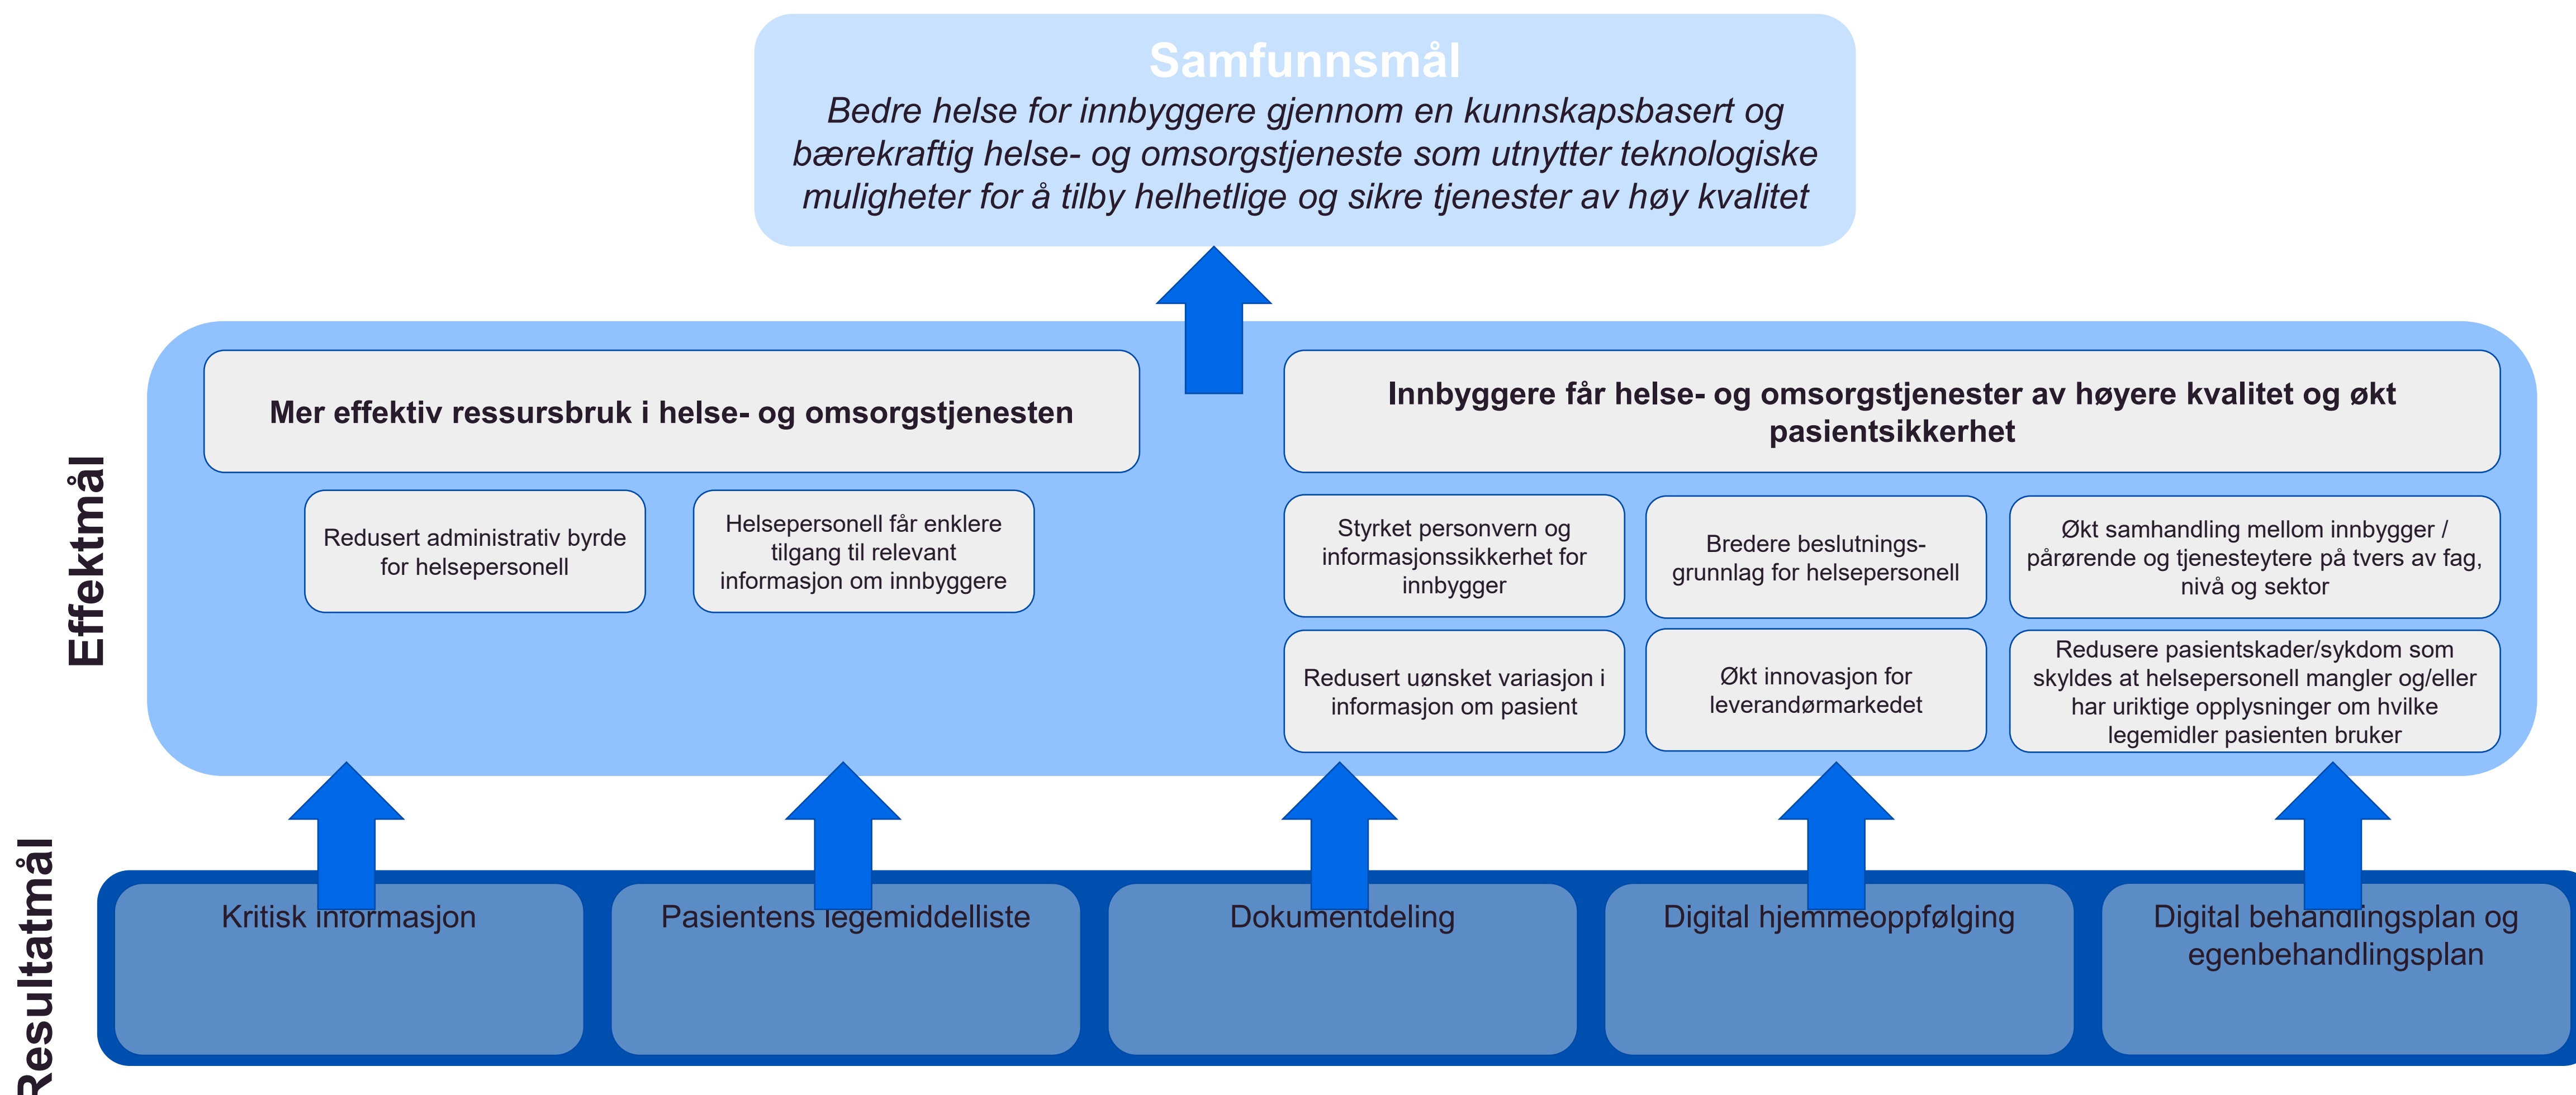 Samfunnsmål
Bedre helse for innbyggere gjennom en kunnskapsbasert og
bærekraftig helse- og omsorgstjeneste som utnytter teknologiske
muligheter for å tilby helhetlige og sikre tjenester av høy kvalitet
Effektmål
Mer effektiv ressursbruk i helse- og omsorgstjenesten
Redusert administrativ byrde
for helsepersonell
Helsepersonell får enklere
tilgang til relevant
informasjon om innbyggere
Innbyggere får helse- og omsorgstjenester av høyere kvalitet og økt
pasientsikkerhet
Styrket personvern og
informasjonssikkerhet for
innbygger
Bredere beslutnings-
grunnlag for helsepersonell
Økt samhandling mellom innbygger /
pårørende og tjenesteytere på tvers av fag,
nivå og sektor
Redusert uønsket variasjon i
informasjon om pasient
Økt innovasjon for
leverandørmarkedet
Redusere pasientskader/sykdom som
skyldes at helsepersonell mangler og/eller
har uriktige opplysninger om hvilke
legemidler pasienten bruker
Resultatmål
Kritisk informasjon
Pasientens legemiddelliste
Dokumentdeling
Digital hjemmeoppfølging
Digital behandlingsplan og
egenbehandlingsplan